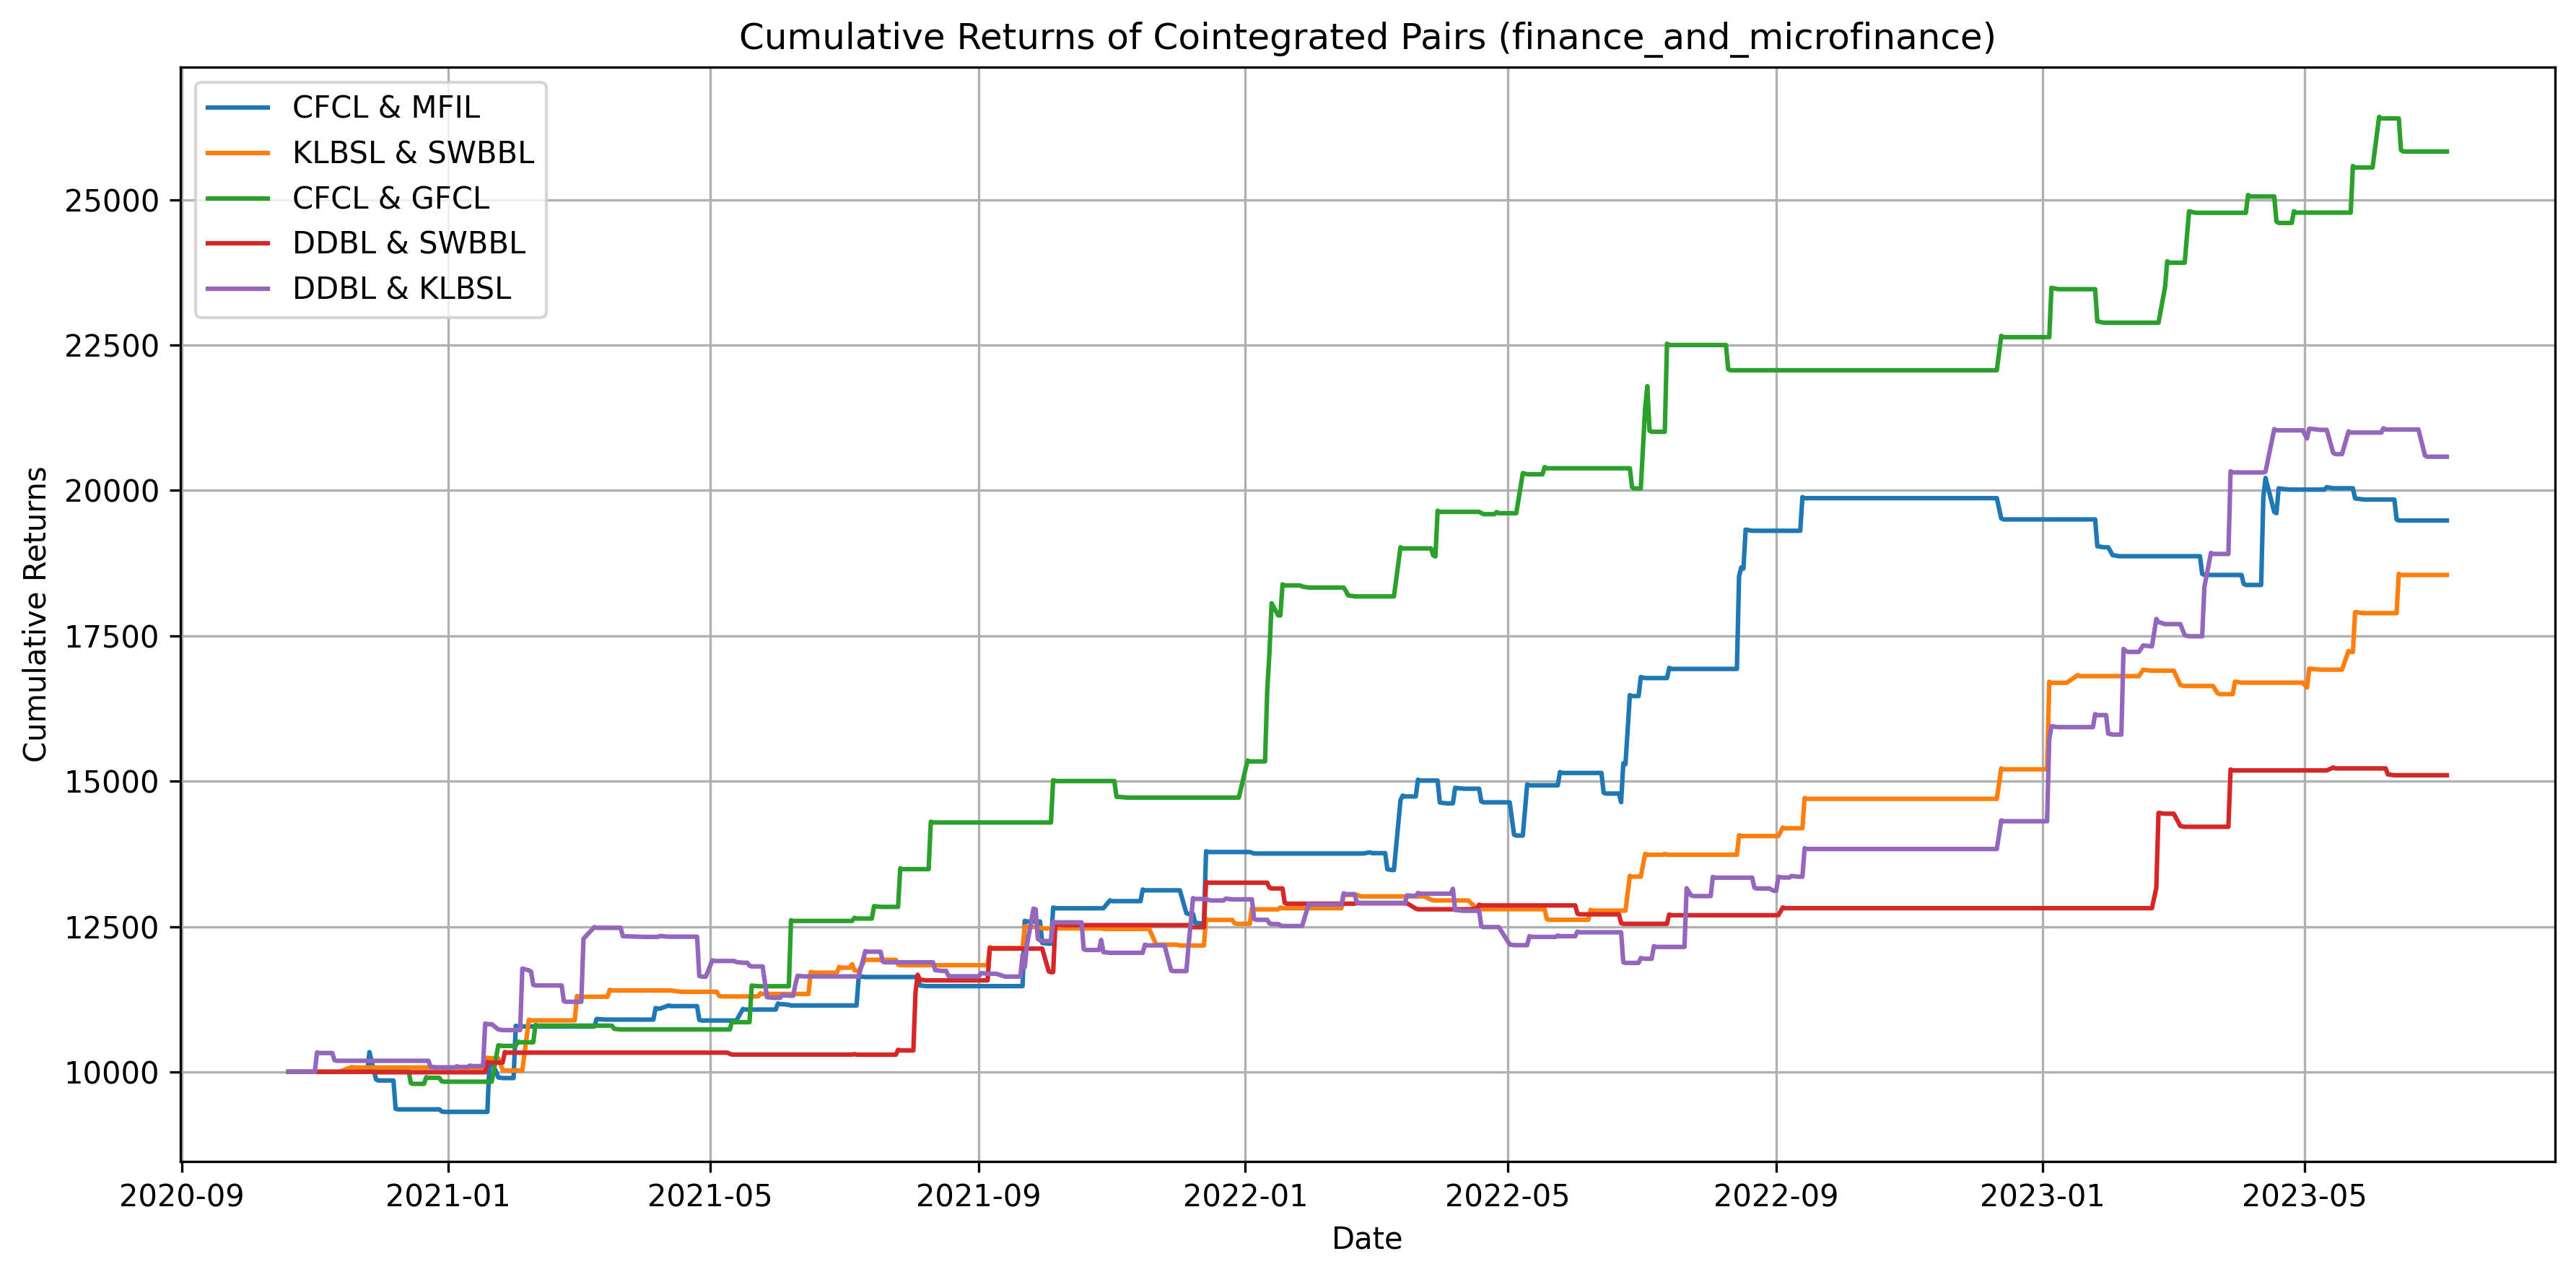 Cumulative Returns of Cointegrated Pairs (finance_and_microfinance)
CFCL & MFIL
KLBSL & SWBBL
CFCL & GFCL
DDBL & SWBBL
DDBL & KLBSL
Cumulative Returns
25000
22500
20000
17500
15000
12500
10000
2020-09
2021-01
2021-05
2021-09
2022-01
2022-05
2022-09
2023-01
2023-05
Date